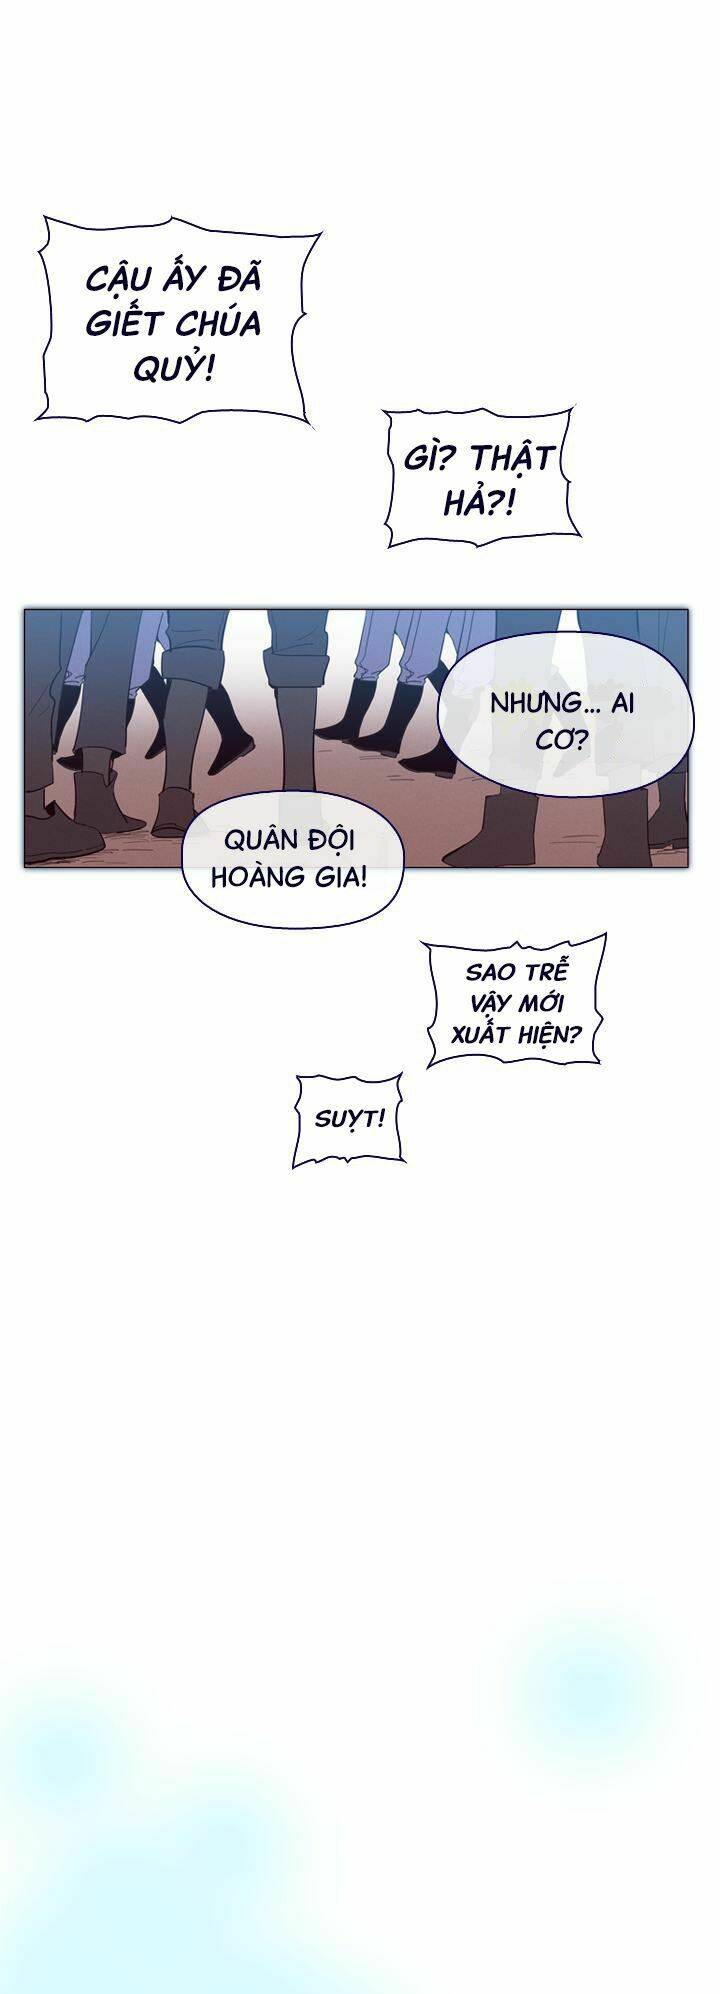 CẬU ẤY ĐÃ
GIẾT CHÚA
QUỶ!
GÌ? THẬT
HẢ?!
NHƯNG... AI
CƠ?
QUÂN ĐỘI
HOÀNG GIA!
SAO TRỄ
VẬY MỚI
XUẤT HIỆN?
SUỴT!